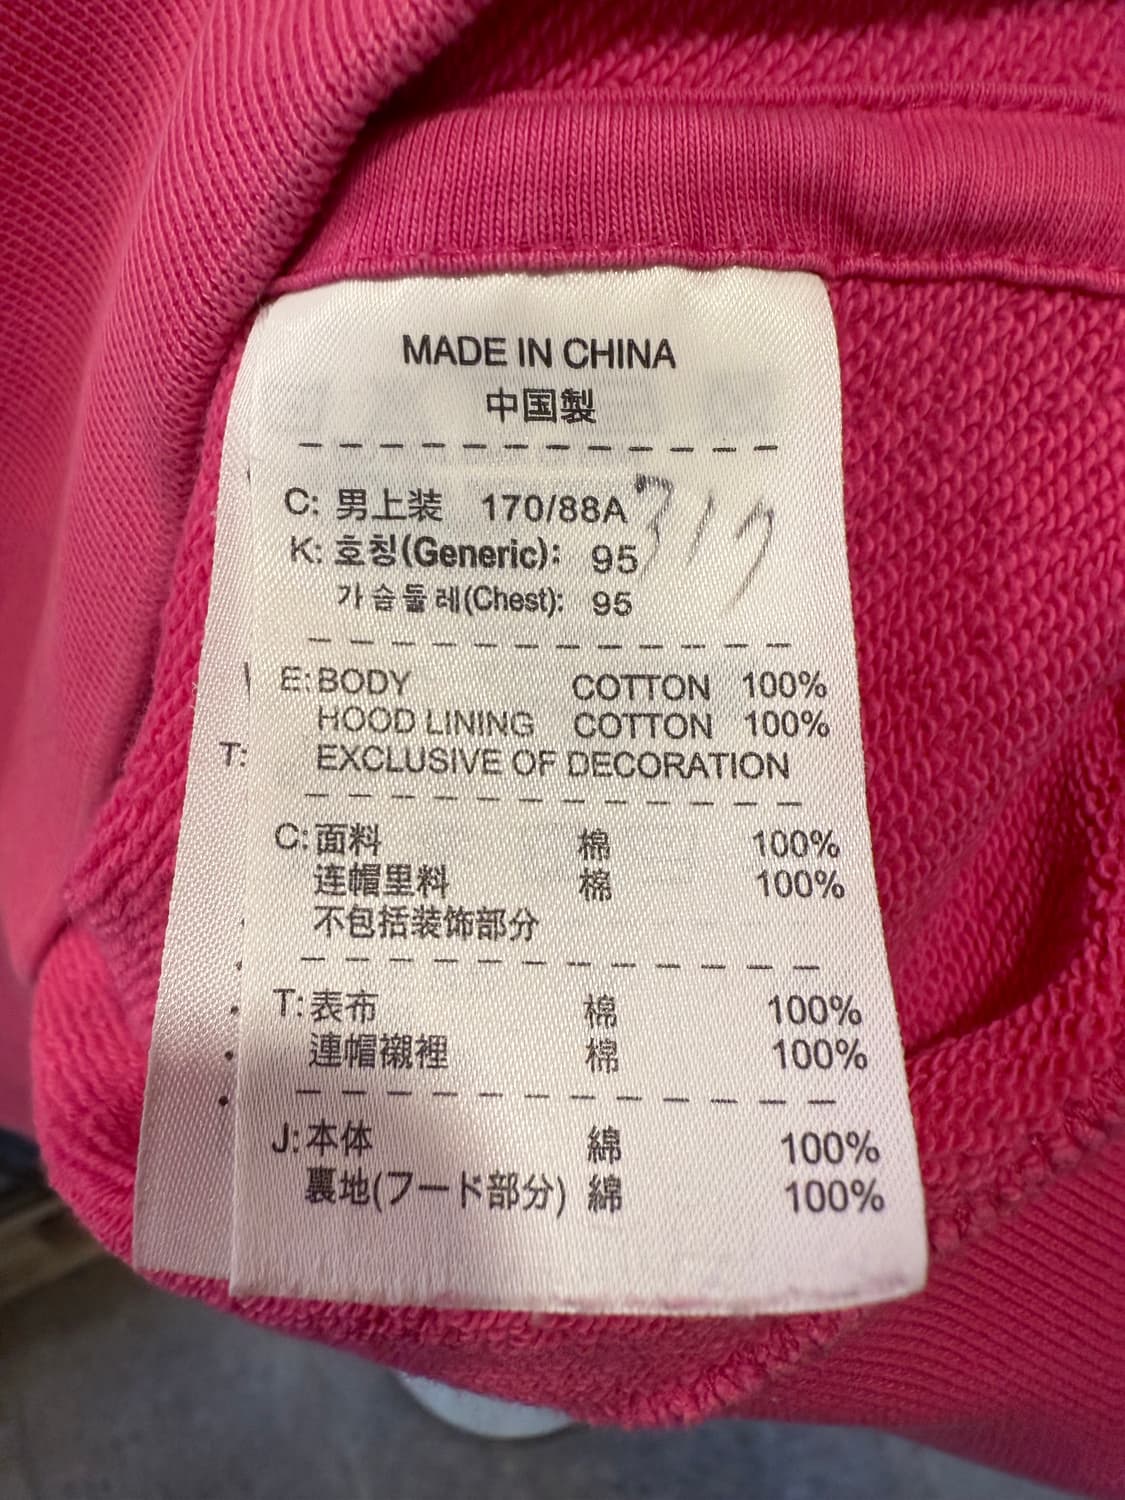 MADE IN CHINA
中国製
C: 男上装 170/88A
K: 호칭(Generic): 95
가슴둘레(Chest): 95
317
E: BODY COTTON 100%
HOOD LINING COTTON 100%
EXCLUSIVE OF DECORATION
T:
C: 面料 棉 100%
连帽里料 棉 100%
不包括装饰部分
T: 表布 棉 100%
連帽襯裡 棉 100%
J: 本体 綿 100%
裏地(フード部分) 綿 100%